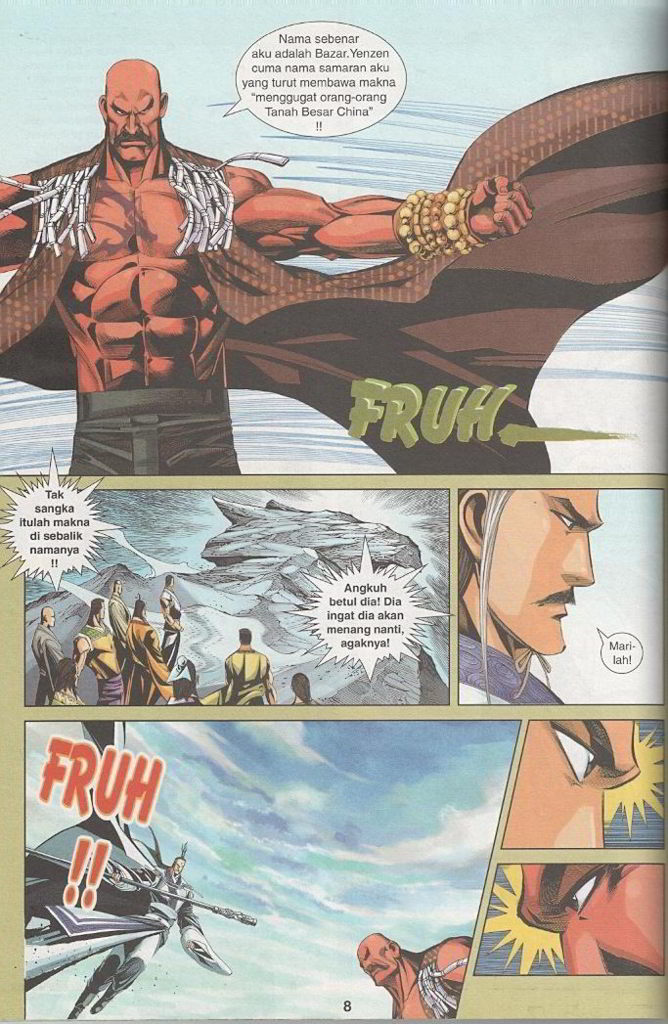 Nama sebenar
aku adalah Bazar.Yenzen
cuma nama samaran aku
yang turut membawa makna
“menggugat orang-orang
Tanah Besar China”
!!
FRUH
Tak
sangka
itulah makna
di sebalik
namanya
!!
Angkuh
betul dia! Dia
ingat dia akan
menang nanti,
agaknya!
Mari-
lah!
FRUH
!!
8